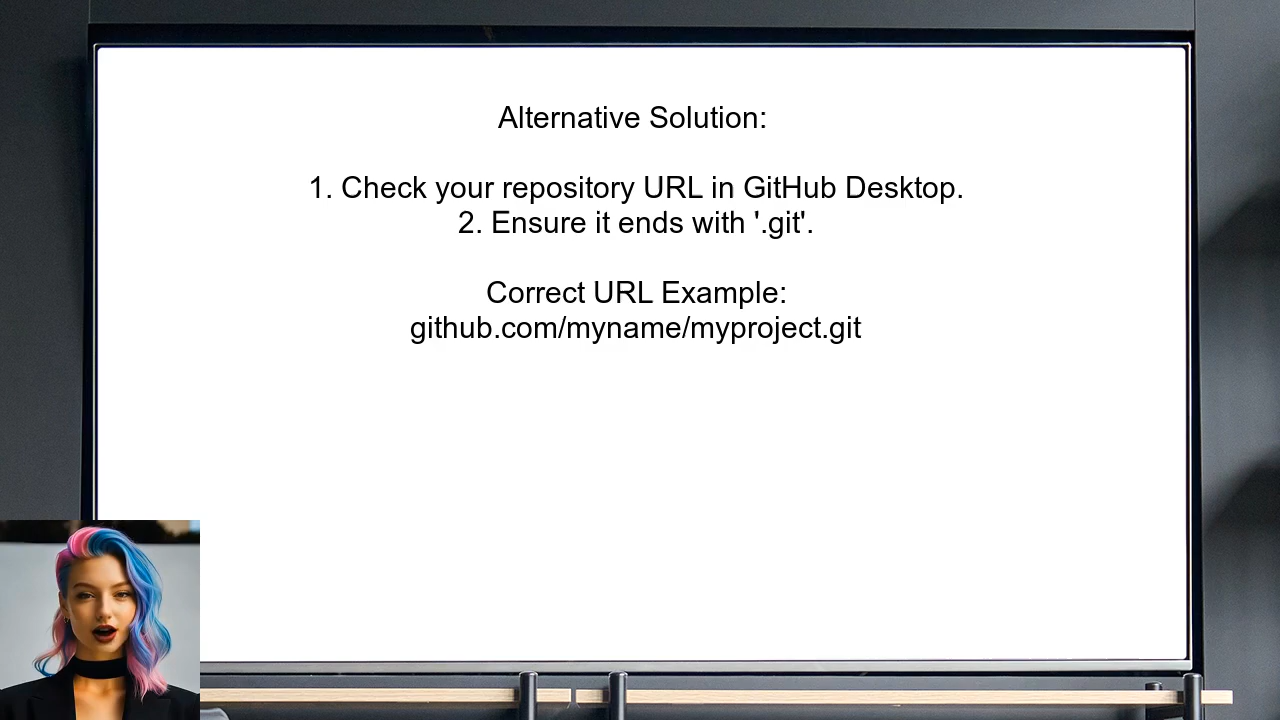 Alternative Solution:
1. Check your repository URL in GitHub Desktop.
2. Ensure it ends with '.git'.
Correct URL Example:
github.com/myname/myproject.git